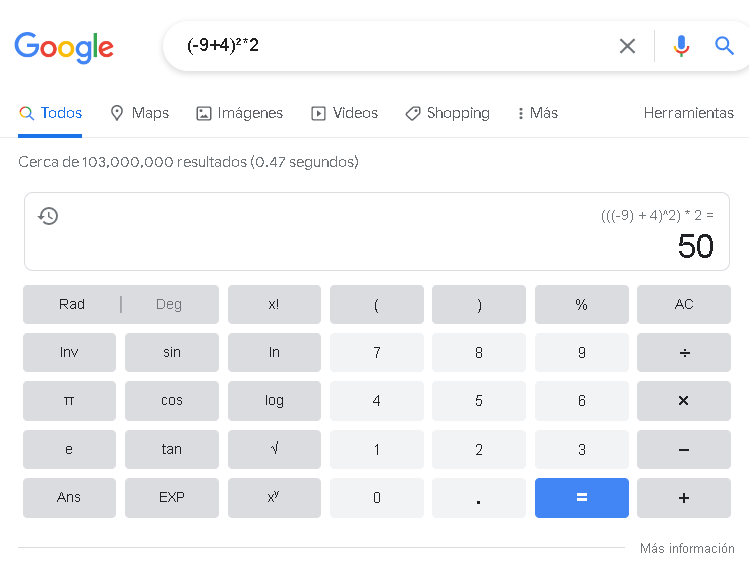 Google
(-9+4)²*2
Todos Maps Imágenes Videos Shopping Más Herramientas
Cerca de 103,000,000 resultados (0.47 segundos)
(((-9) + 4)^2) * 2 =
50
Rad | Deg x! ( ) % AC
Inv sin ln 7 8 9 ÷
π cos log 4 5 6 ×
e tan √ 1 2 3 −
Ans EXP xʸ 0 . = +
Más información